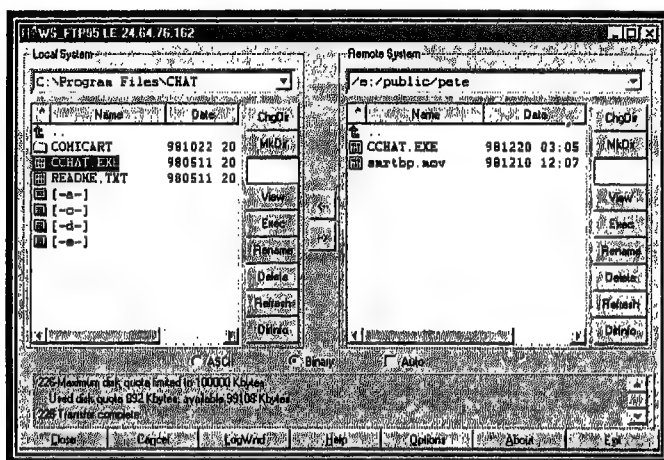 WS_FTP95 LE 24.64.76.162
Local System
C:\Program Files\CHAT
^ Name Date
..
COMICART 981022 20
CCHAT.EXE 980511 20
README.TXT 980511 20
[-a-]
[-c-]
[-d-]
[-e-]
ChgDir
MkDir
View
Exec
Rename
Delete
Refresh
DirInfo
<-
->
Remote System
/e:/public/pete
^ Name Date
..
CCHAT.EXE 981220 03:05
smrtbp.mov 981210 12:07
ChgDir
MkDir
View
Exec
Rename
Delete
Refresh
DirInfo
ASCII Binary Auto
226-Maximum disk quota limited to 100000 Kbytes
Used disk quota 892 Kbytes, available 99108 Kbytes
226 Transfer complete.
Close Cancel LogWnd Help Options About Exit